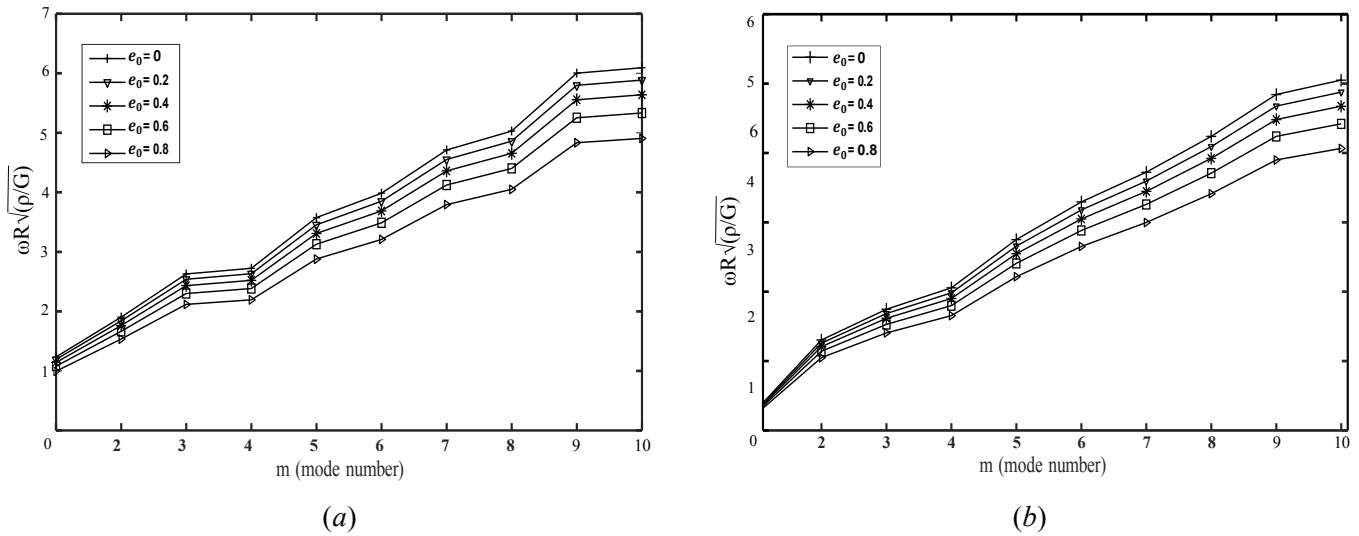 7
6
5
4
3
2
1
0
e₀ = 0
e₀ = 0.2
e₀ = 0.4
e₀ = 0.6
e₀ = 0.8
ωR√(ρ/G)
2 3 4 5 6 7 8 9 10
m (mode number)
(a)
6
5
6
4
3
2
1
0
e₀ = 0
e₀ = 0.2
e₀ = 0.4
e₀ = 0.6
e₀ = 0.8
ωR√(ρ/G)
2 3 4 5 6 7 8 9 10
m (mode number)
(b)